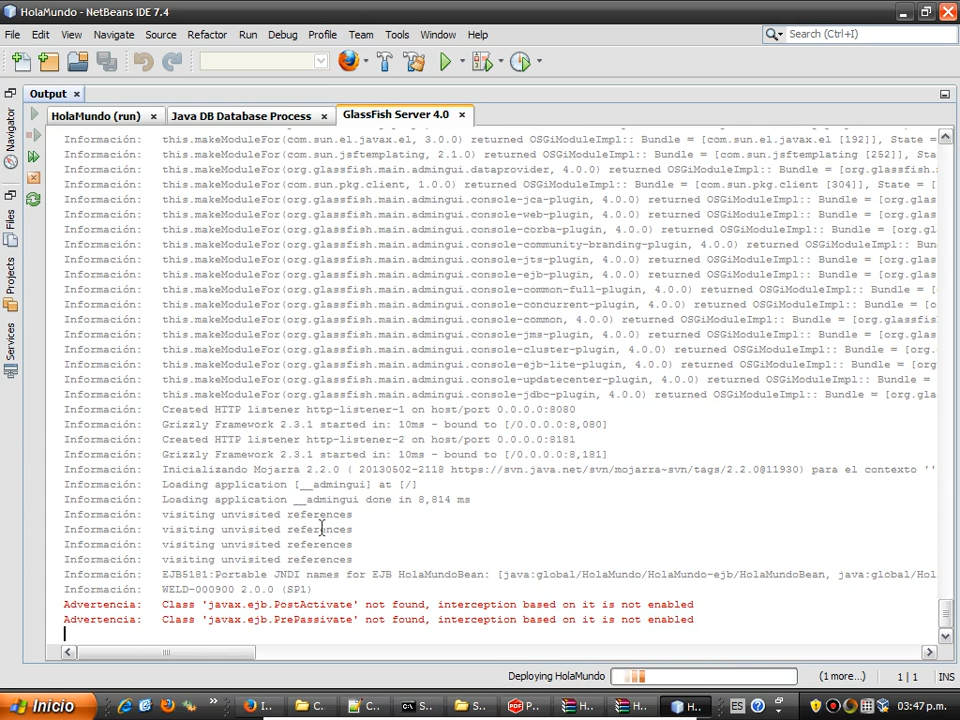 HolaMundo - NetBeans IDE 7.4
File Edit View Navigate Source Refactor Run Debug Profile Team Tools Window Help
Search (Ctrl+I)
Output
HolaMundo (run) Java DB Database Process GlassFish Server 4.0
Navigator
Files
Projects
Services
Información: this.makeModuleFor(com.sun.el.javax.el, 3.0.0) returned OSGiModuleImpl:: Bundle = [com.sun.el.javax.el [192]], State =
Información: this.makeModuleFor(com.sun.jsftemplating, 2.1.0) returned OSGiModuleImpl:: Bundle = [com.sun.jsftemplating [252]], Sta
Información: this.makeModuleFor(org.glassfish.main.admingui.dataprovider, 4.0.0) returned OSGiModuleImpl:: Bundle = [org.glassfish.
Información: this.makeModuleFor(com.sun.pkg.client, 1.0.0) returned OSGiModuleImpl:: Bundle = [com.sun.pkg.client [304]], State = [
Información: this.makeModuleFor(org.glassfish.main.admingui.console-jca-plugin, 4.0.0) returned OSGiModuleImpl:: Bundle = [org.glas
Información: this.makeModuleFor(org.glassfish.main.admingui.console-web-plugin, 4.0.0) returned OSGiModuleImpl:: Bundle = [org.glas
Información: this.makeModuleFor(org.glassfish.main.admingui.console-corba-plugin, 4.0.0) returned OSGiModuleImpl:: Bundle = [org.gl
Información: this.makeModuleFor(org.glassfish.main.admingui.console-community-branding-plugin, 4.0.0) returned OSGiModuleImpl:: Bun
Información: this.makeModuleFor(org.glassfish.main.admingui.console-jts-plugin, 4.0.0) returned OSGiModuleImpl:: Bundle = [org.glas
Información: this.makeModuleFor(org.glassfish.main.admingui.console-ejb-plugin, 4.0.0) returned OSGiModuleImpl:: Bundle = [org.glas
Información: this.makeModuleFor(org.glassfish.main.admingui.console-common-full-plugin, 4.0.0) returned OSGiModuleImpl:: Bundle = [
Información: this.makeModuleFor(org.glassfish.main.admingui.console-concurrent-plugin, 4.0.0) returned OSGiModuleImpl:: Bundle = [o
Información: this.makeModuleFor(org.glassfish.main.admingui.console-common, 4.0.0) returned OSGiModuleImpl:: Bundle = [org.glassfis
Información: this.makeModuleFor(org.glassfish.main.admingui.console-jms-plugin, 4.0.0) returned OSGiModuleImpl:: Bundle = [org.glas
Información: this.makeModuleFor(org.glassfish.main.admingui.console-cluster-plugin, 4.0.0) returned OSGiModuleImpl:: Bundle = [org.
Información: this.makeModuleFor(org.glassfish.main.admingui.console-ejb-lite-plugin, 4.0.0) returned OSGiModuleImpl:: Bundle = [org
Información: this.makeModuleFor(org.glassfish.main.admingui.console-updatecenter-plugin, 4.0.0) returned OSGiModuleImpl:: Bundle =
Información: this.makeModuleFor(org.glassfish.main.admingui.console-jdbc-plugin, 4.0.0) returned OSGiModuleImpl:: Bundle = [org.gla
Información: Created HTTP listener http-listener-1 on host/port 0.0.0.0:8080
Información: Grizzly Framework 2.3.1 started in: 10ms - bound to [/0.0.0.0:8,080]
Información: Created HTTP listener http-listener-2 on host/port 0.0.0.0:8181
Información: Grizzly Framework 2.3.1 started in: 10ms - bound to [/0.0.0.0:8,181]
Información: Inicializando Mojarra 2.2.0 ( 20130502-2118 https://svn.java.net/svn/mojarra~svn/tags/2.2.0@11930) para el contexto ''
Información: Loading application [__admingui] at [/]
Información: Loading application __admingui done in 8,814 ms
Información: visiting unvisited references
Información: visiting unvisited references
Información: visiting unvisited references
Información: visiting unvisited references
Información: EJB5181:Portable JNDI names for EJB HolaMundoBean: [java:global/HolaMundo/HolaMundo-ejb/HolaMundoBean, java:global/Hol
Información: WELD-000900 2.0.0 (SP1)
Advertencia: Class 'javax.ejb.PostActivate' not found, interception based on it is not enabled
Advertencia: Class 'javax.ejb.PrePassivate' not found, interception based on it is not enabled
Deploying HolaMundo (1 more...) 1 | 1 INS
Inicio I... C... C... S... S... P... H... H... H... ES 03:47 p.m.